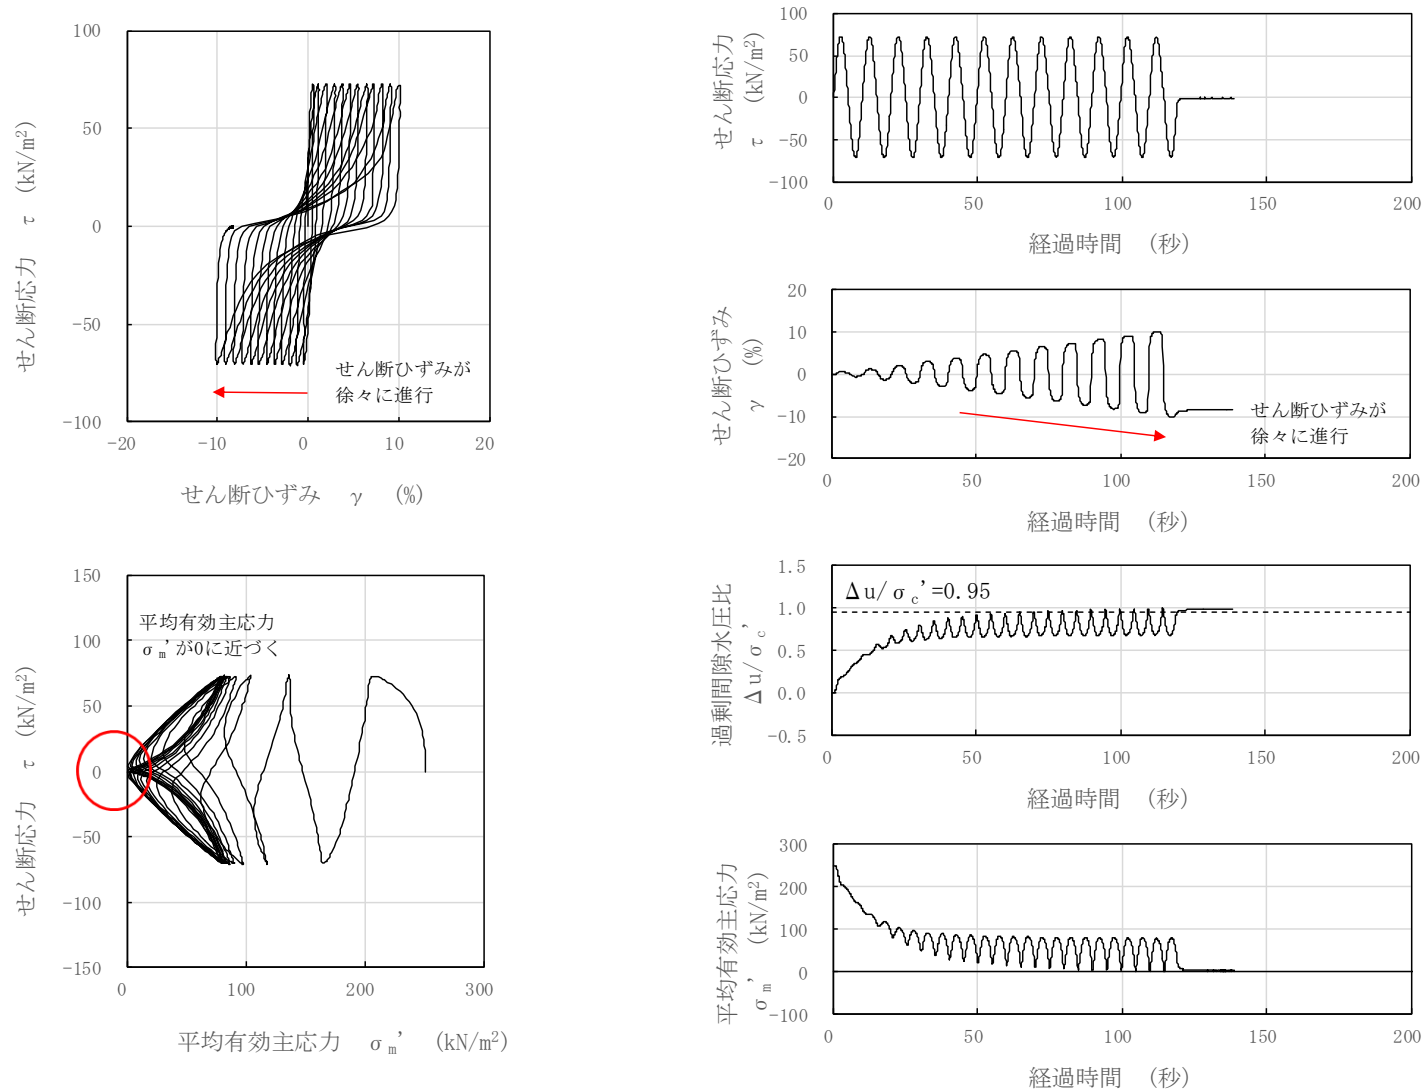 100
50
0
-50
-100
-20
-10
0
10
20
せん断応力 τ (kN/m²)
せん断ひずみ γ (%)
せん断ひずみが
徐々に進行
100
50
0
-50
-100
0
50
100
150
200
せん断応力
τ (kN/m²)
経過時間 (秒)
20
10
0
-10
-20
0
50
100
150
200
せん断ひずみ
γ (%)
せん断ひずみが
徐々に進行
経過時間 (秒)
150
100
50
0
-50
-100
-150
0
100
200
300
せん断応力 τ (kN/m²)
平均有効主応力
σm'が0に近づく
平均有効主応力 σm' (kN/m²)
1.5
1.0
0.5
0.0
-0.5
0
50
100
150
200
過剰間隙水圧比
Δu/σc'
Δu/σc'=0.95
経過時間 (秒)
300
200
100
0
-100
0
50
100
150
200
平均有効主応力
σm' (kN/m²)
経過時間 (秒)